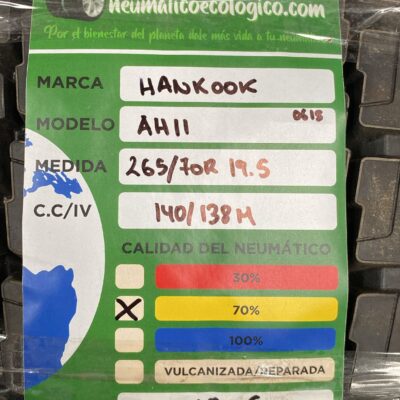 neumaticoecologico.com
Por el bienestar del planeta dale más vida a tu
MARCA HANKOOK
MODELO AH11 0618
MEDIDA 265/70R 19.5
C.C/IV 140/138M
CALIDAD DEL NEUMÁTICO
30%
X 70%
100%
VULCANIZADA/REPARADA